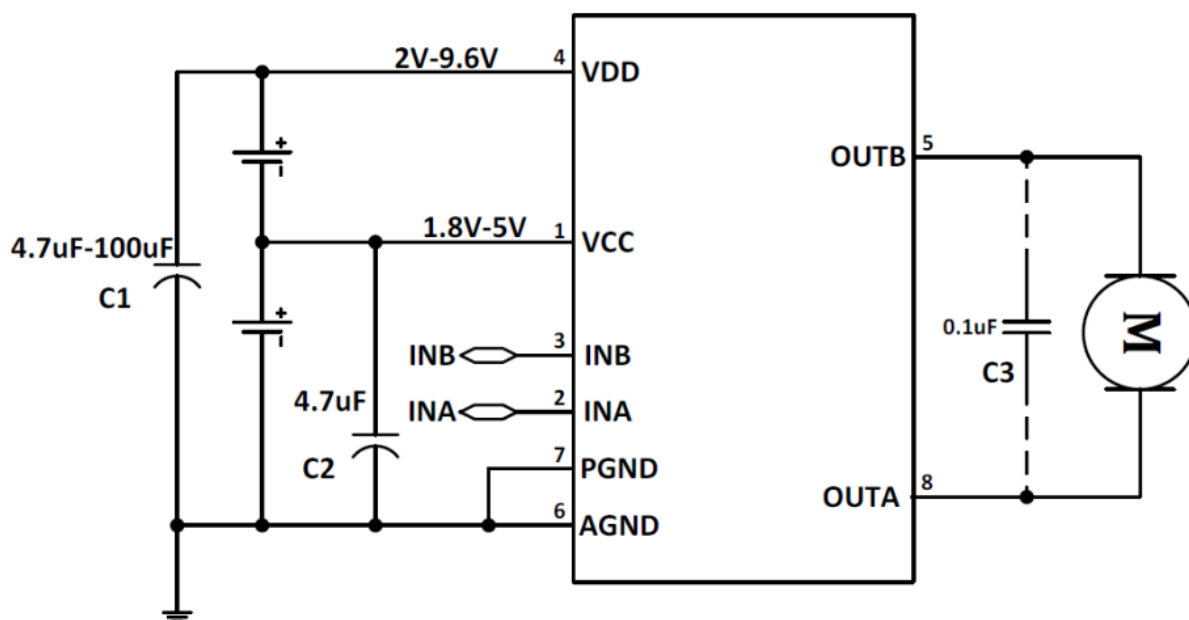 2V-9.6V
4
VDD
+
-
OUTB
5
4.7uF-100uF
C1
1.8V-5V
1
VCC
+
-
INB
3
INB
0.1uF
C3
M
4.7uF
C2
INA
2
INA
7
PGND
OUTA
8
6
AGND